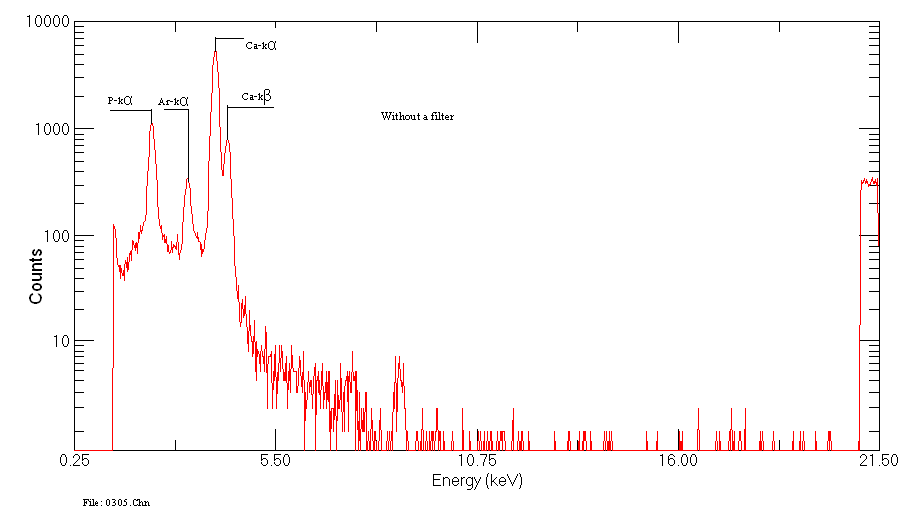 10000
Ca-kα
P-kα
Ar-kα
Ca-kβ
Without a filter
1000
100
10
Counts
0.25
5.50
10.75
16.00
21.50
Energy (keV)
File: 0305.Chn